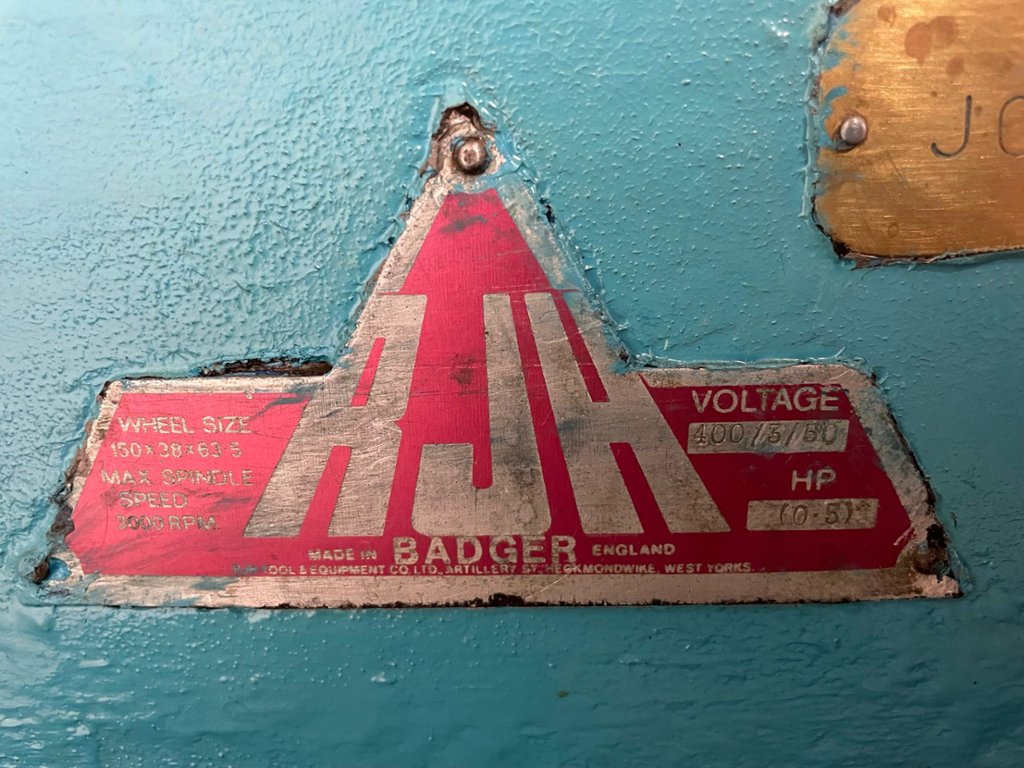 JO
RJH
WHEEL SIZE
150 x 38 x 63·5
MAX. SPINDLE
SPEED
3000 RPM.
VOLTAGE
400/3/50
HP
(0·5)
MADE IN BADGER ENGLAND
TOOL & EQUIPMENT CO. LTD., ARTILLERY ST., HECKMONDWIKE, WEST YORKS.